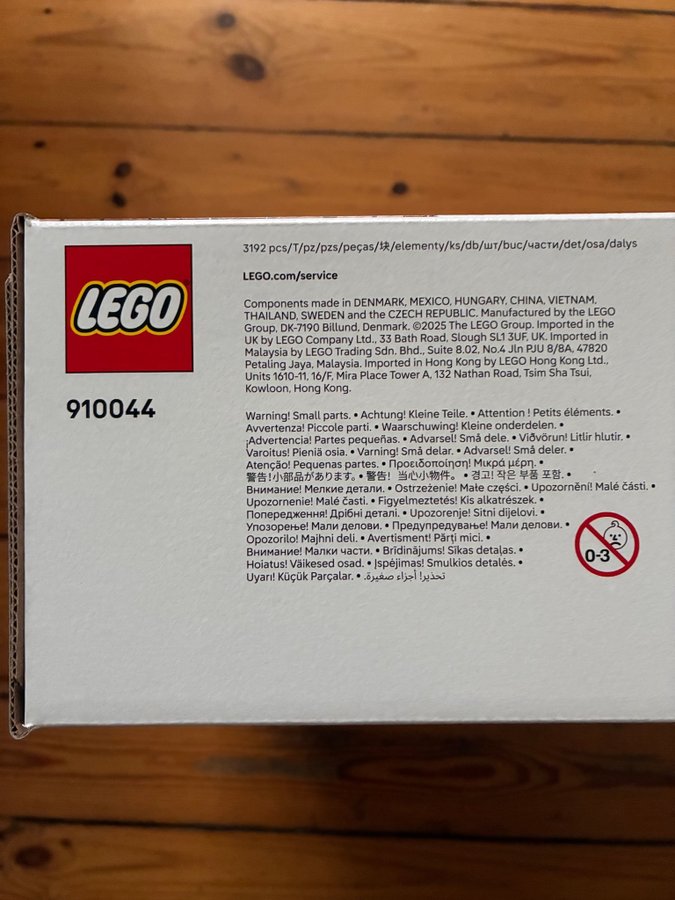 3192 pcs/T/pz/pzs/peças/块/elementy/ks/db/шт/buc/части/det/osa/dalys
LEGO
LEGO.com/service
Components made in DENMARK, MEXICO, HUNGARY, CHINA, VIETNAM,
THAILAND, SWEDEN and the CZECH REPUBLIC. Manufactured by the LEGO
Group, DK-7190 Billund, Denmark. ©2025 The LEGO Group. Imported in the
UK by LEGO Company Ltd., 33 Bath Road, Slough SL1 3UF, UK. Imported in
Malaysia by LEGO Trading Sdn. Bhd., Suite 8.02, No.4 Jln PJU 8/8A, 47820
Petaling Jaya, Malaysia. Imported in Hong Kong by LEGO Hong Kong Ltd.,
Units 1610-11, 16/F, Mira Place Tower A, 132 Nathan Road, Tsim Sha Tsui,
Kowloon, Hong Kong.
910044
Warning! Small parts. • Achtung! Kleine Teile. • Attention ! Petits éléments. •
Avvertenza! Piccole parti. • Waarschuwing! Kleine onderdelen. •
¡Advertencia! Partes pequeñas. • Advarsel! Små dele. • Viðvörun! Litlir hlutir. •
Varoitus! Pieniä osia. • Varning! Små delar. • Advarsel! Små deler. •
Atenção! Pequenas partes. • Προειδοποίηση! Μικρά μέρη. •
警告!小部品があります。• 警告! 当心小物件。 • 경고! 작은 부품 포함. •
Внимание! Мелкие детали. • Ostrzeżenie! Małe części. • Upozornění! Malé části. •
Upozornenie! Malé časti. • Figyelmeztetés! Kis alkatrészek. •
Попередження! Дрібні деталі. • Upozorenje! Sitni dijelovi. •
Упозорење! Мали делови. • Предупредување! Мали делови. •
Opozorilo! Majhni deli. • Avertisment! Părți mici. •
Внимание! Малки части. • Brīdinājums! Sīkas detaļas. •
Hoiatus! Väikesed osad. • Įspėjimas! Smulkios detalės. •
Uyarı! Küçük Parçalar. • تحذير! أجزاء صغيرة.
0-3